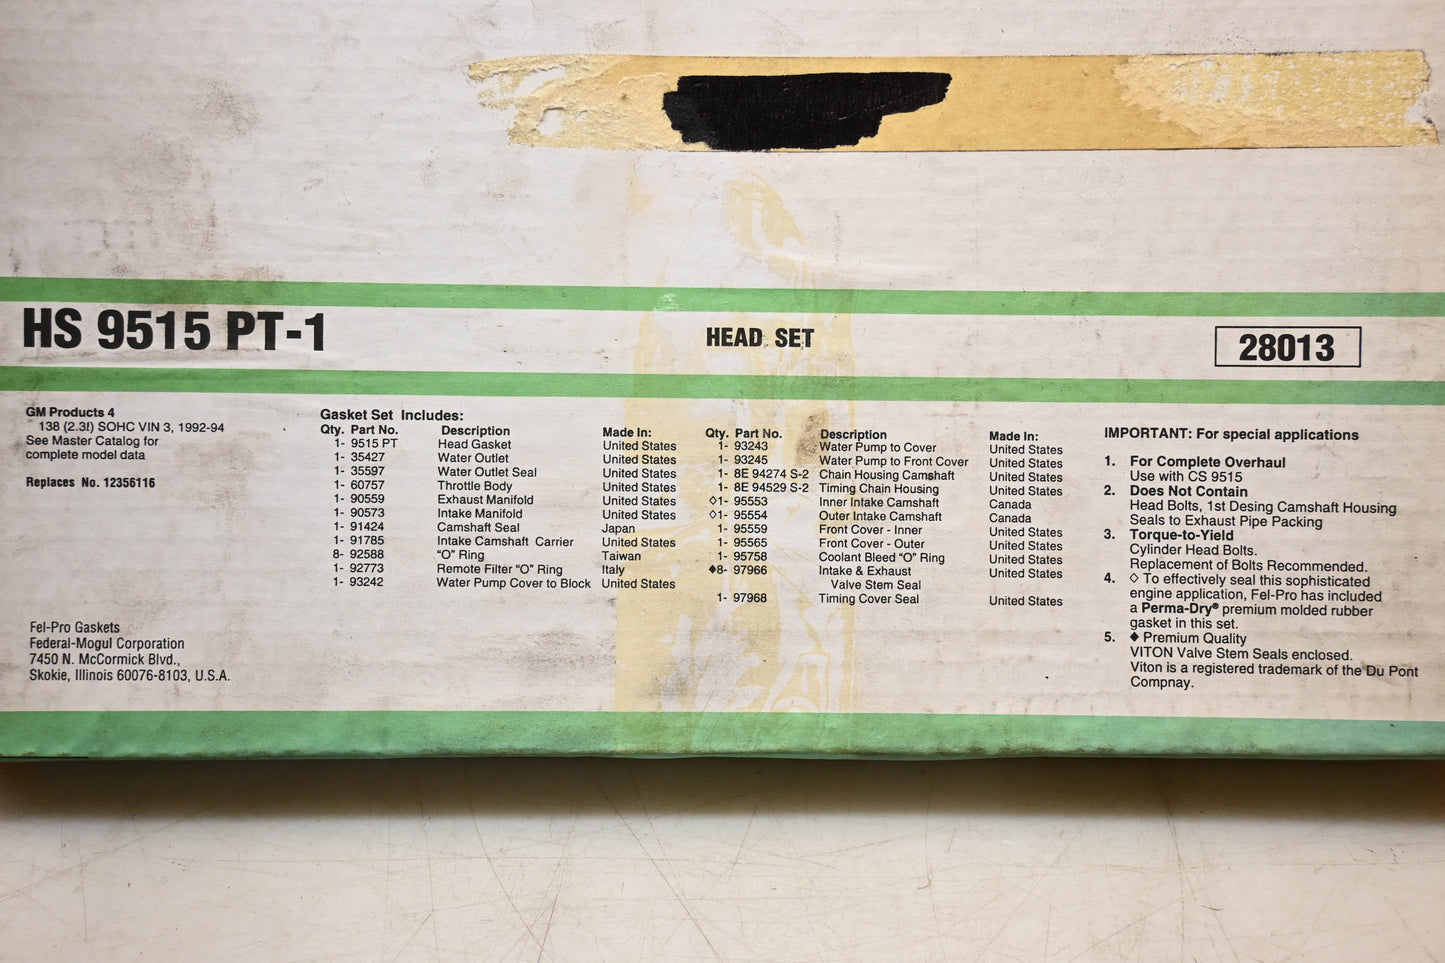 HS 9515 PT-1
HEAD SET
28013
GM Products 4
138 (2.3ℓ) SOHC VIN 3, 1992-94
See Master Catalog for
complete model data
Replaces No. 12356116
Gasket Set Includes:
Qty. Part No. Description Made In:
1- 9515 PT Head Gasket United States
1- 35427 Water Outlet United States
1- 35597 Water Outlet Seal United States
1- 60757 Throttle Body United States
1- 90559 Exhaust Manifold United States
1- 90573 Intake Manifold United States
1- 91424 Camshaft Seal Japan
1- 91785 Intake Camshaft Carrier United States
8- 92588 "O" Ring Taiwan
1- 92773 Remote Filter "O" Ring Italy
1- 93242 Water Pump Cover to Block United States
Qty. Part No. Description Made In:
1- 93243 Water Pump to Cover United States
1- 93245 Water Pump to Front Cover United States
1- 8E 94274 S-2 Chain Housing Camshaft United States
1- 8E 94529 S-2 Timing Chain Housing United States
◇1- 95553 Inner Intake Camshaft Canada
◇1- 95554 Outer Intake Camshaft Canada
1- 95559 Front Cover - Inner United States
1- 95565 Front Cover - Outer United States
1- 95758 Coolant Bleed "O" Ring United States
◆8- 97966 Intake & Exhaust United States
Valve Stem Seal
1- 97968 Timing Cover Seal United States
IMPORTANT: For special applications
1. For Complete Overhaul
Use with CS 9515
2. Does Not Contain
Head Bolts, 1st Desing Camshaft Housing
Seals to Exhaust Pipe Packing
3. Torque-to-Yield
Cylinder Head Bolts.
Replacement of Bolts Recommended.
4. ◇ To effectively seal this sophisticated
engine application, Fel-Pro has included
a Perma-Dry® premium molded rubber
gasket in this set.
5. ◆ Premium Quality
VITON Valve Stem Seals enclosed.
Viton is a registered trademark of the Du Pont
Compnay.
Fel-Pro Gaskets
Federal-Mogul Corporation
7450 N. McCormick Blvd.,
Skokie, Illinois 60076-8103, U.S.A.